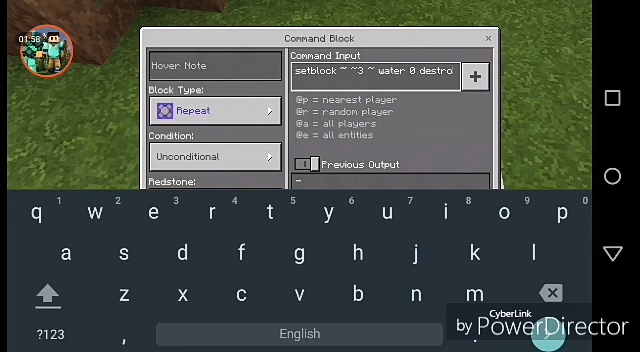 01:58
Command Block
×
Hover Note
Block Type:
Repeat
Condition:
Unconditional
Redstone:
Command Input
setblock ~ ~3 ~ water 0 destro
+
@p = nearest player
@r = random player
@a = all players
@e = all entities
Previous Output
-
1 2 3 4 5 6 7 8 9 0
q w e r t y u i o p
a s d f g h j k l
z x c v b n m
?123 , English .
CyberLink
by PowerDirector